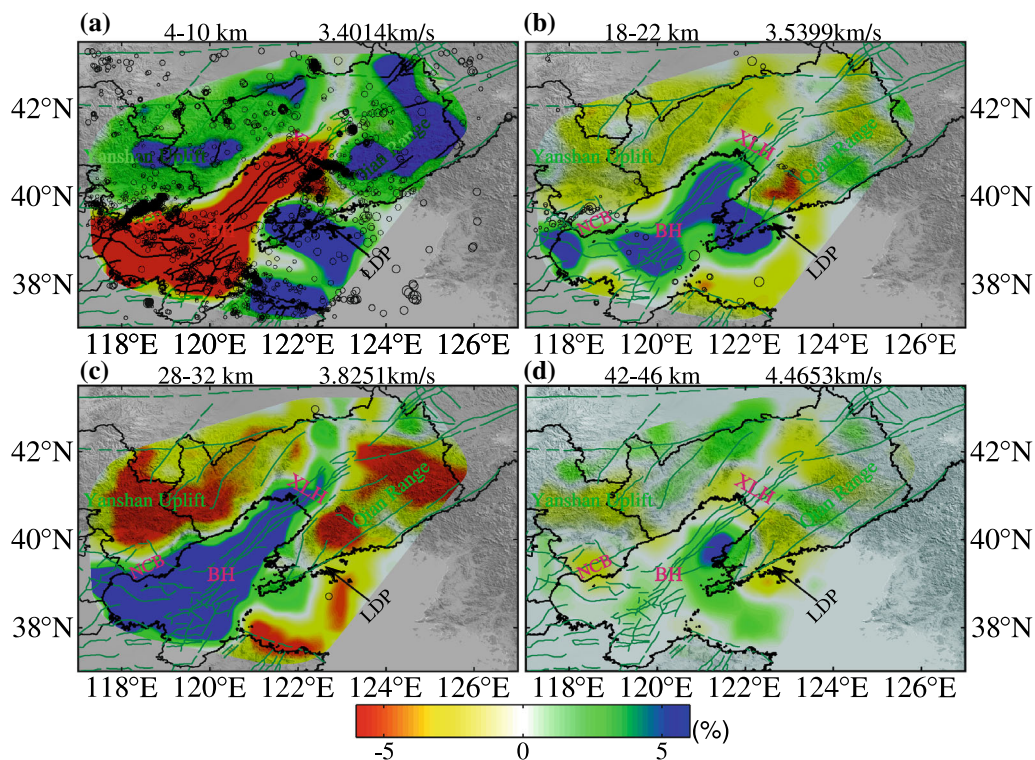 (a) 4-10 km 3.4014km/s
(b) 18-22 km 3.5399km/s
42°N
40°N
38°N
Yanshan Uplift
XLH
Qian Range
BH
LDP
Yanshan Uplift
XLH
Qian Range
NCB
BH
LDP
42°N
40°N
38°N
118°E 120°E 122°E 124°E 126°E
118°E 120°E 122°E 124°E 126°E
(c) 28-32 km 3.8251km/s
(d) 42-46 km 4.4653km/s
42°N
40°N
38°N
Yanshan Uplift
XLH
Qian Range
NCB
BH
LDP
Yanshan Uplift
XLH
Qian Range
NCB
BH
LDP
42°N
40°N
38°N
118°E 120°E 122°E 124°E 126°E
118°E 120°E 122°E 124°E 126°E
-5 0 5 (%)